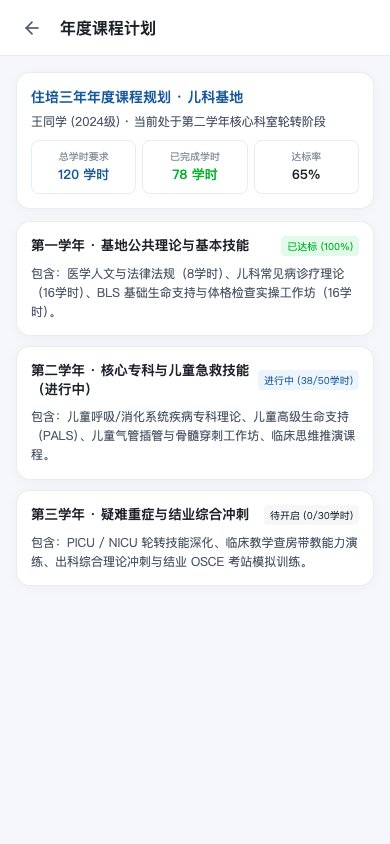 年度课程计划
住培三年年度课程规划 · 儿科基地
王同学 (2024级) · 当前处于第二学年核心科室轮转阶段
总学时要求
120 学时
已完成学时
78 学时
达标率
65%
第一学年 · 基地公共理论与基本技能
已达标 (100%)
包含：医学人文与法律法规（8学时）、儿科常见病诊疗理论
（16学时）、BLS 基础生命支持与体格检查实操工作坊（16学
时）。
第二学年 · 核心专科与儿童急救技能
（进行中）
进行中 (38/50学时)
包含：儿童呼吸/消化系统疾病专科理论、儿童高级生命支持
（PALS）、儿童气管插管与骨髓穿刺工作坊、临床思维推演课
程。
第三学年 · 疑难重症与结业综合冲刺
待开启 (0/30学时)
包含：PICU / NICU 轮转技能深化、临床教学查房带教能力演
练、出科综合理论冲刺与结业 OSCE 考站模拟训练。